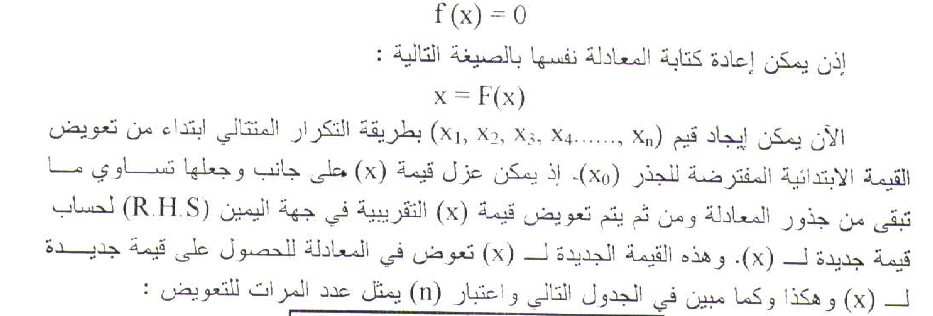 f (x) = 0
إذن يمكن إعادة كتابة المعادلة نفسها بالصيغة التالية :
x = F(x)
الآن يمكن إيجاد قيم (x₁, x₂, x₃, x₄......, xₙ) بطريقة التكرار المتتالي ابتداء من تعويض
القيمة الابتدائية المفترضة للجذر (x₀). إذ يمكن عزل قيمة (x) على جانب وجعلها تساوي ما
تبقى من جذور المعادلة ومن ثم يتم تعويض قيمة (x) التقريبية في جهة اليمين (R.H.S) لحساب
قيمة جديدة لـ (x). وهذه القيمة الجديدة لـ (x) تعوض في المعادلة للحصول على قيمة جديدة
لـ (x) وهكذا وكما مبين في الجدول التالي واعتبار (n) يمثل عدد المرات للتعويض :